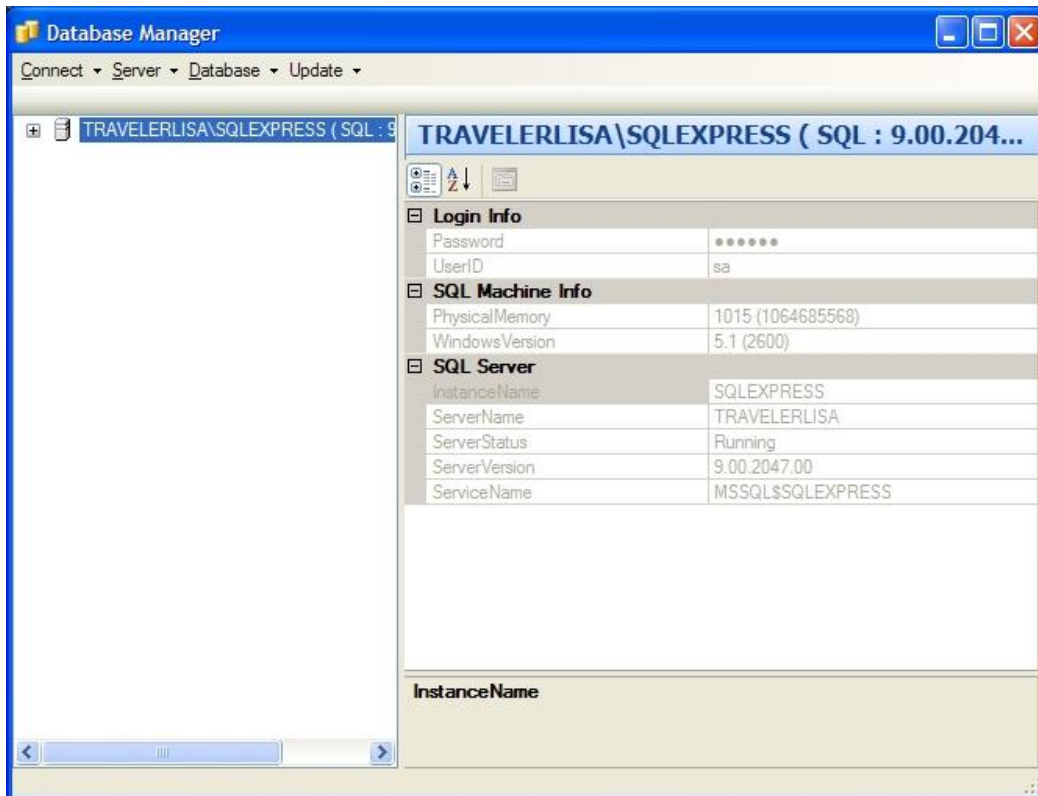 Database Manager
Connect Server Database Update
TRAVELERLISA\SQLEXPRESS ( SQL : 9
TRAVELERLISA\SQLEXPRESS ( SQL : 9.00.204...
Login Info
Password ●●●●●●
UserID sa
SQL Machine Info
PhysicalMemory 1015 (1064685568)
WindowsVersion 5.1 (2600)
SQL Server
InstanceName SQLEXPRESS
ServerName TRAVELERLISA
ServerStatus Running
ServerVersion 9.00.2047.00
ServiceName MSSQL$SQLEXPRESS
InstanceName